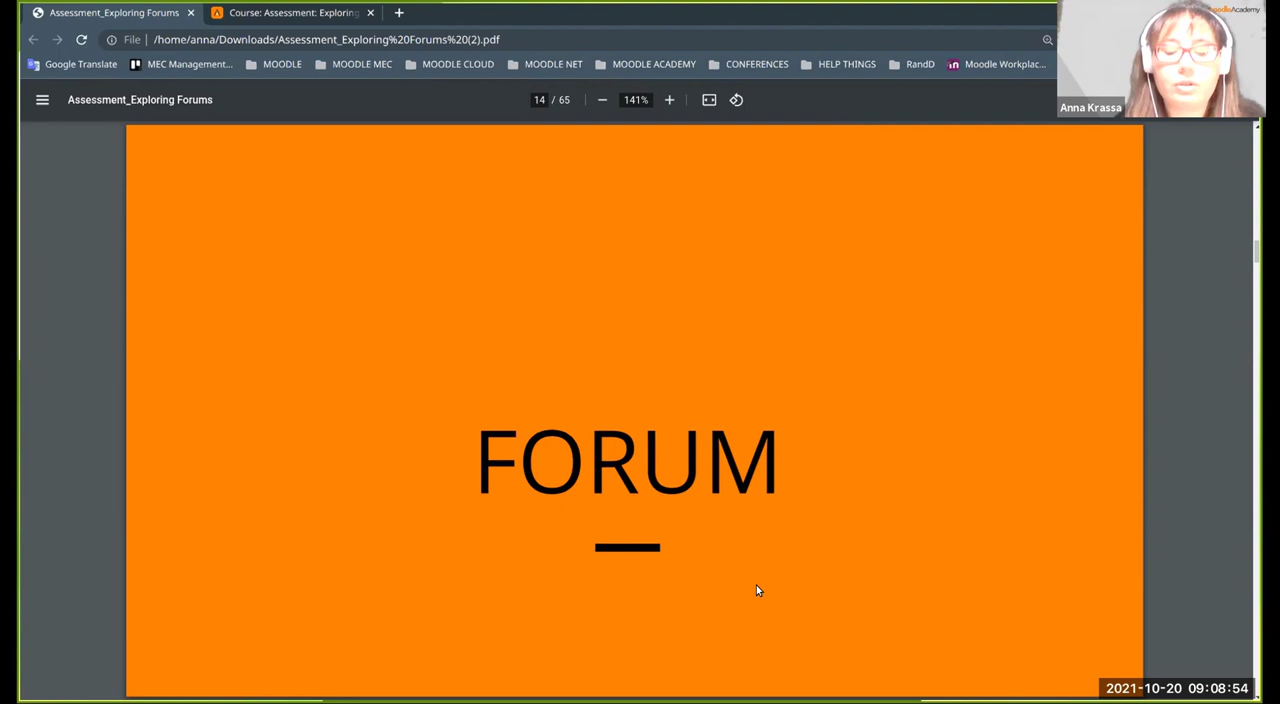 Assessment_Exploring Forums
Course: Assessment: Exploring
File
/home/anna/Downloads/Assessment_Exploring%20Forums%20(2).pdf
Google Translate
MEC Management...
MOODLE
MOODLE MEC
MOODLE CLOUD
MOODLE NET
MOODLE ACADEMY
CONFERENCES
HELP THINGS
RandD
Moodle Workplac...
Assessment_Exploring Forums
14 / 65
141%
Academy
Anna Krassa
FORUM
2021-10-20 09:08:54